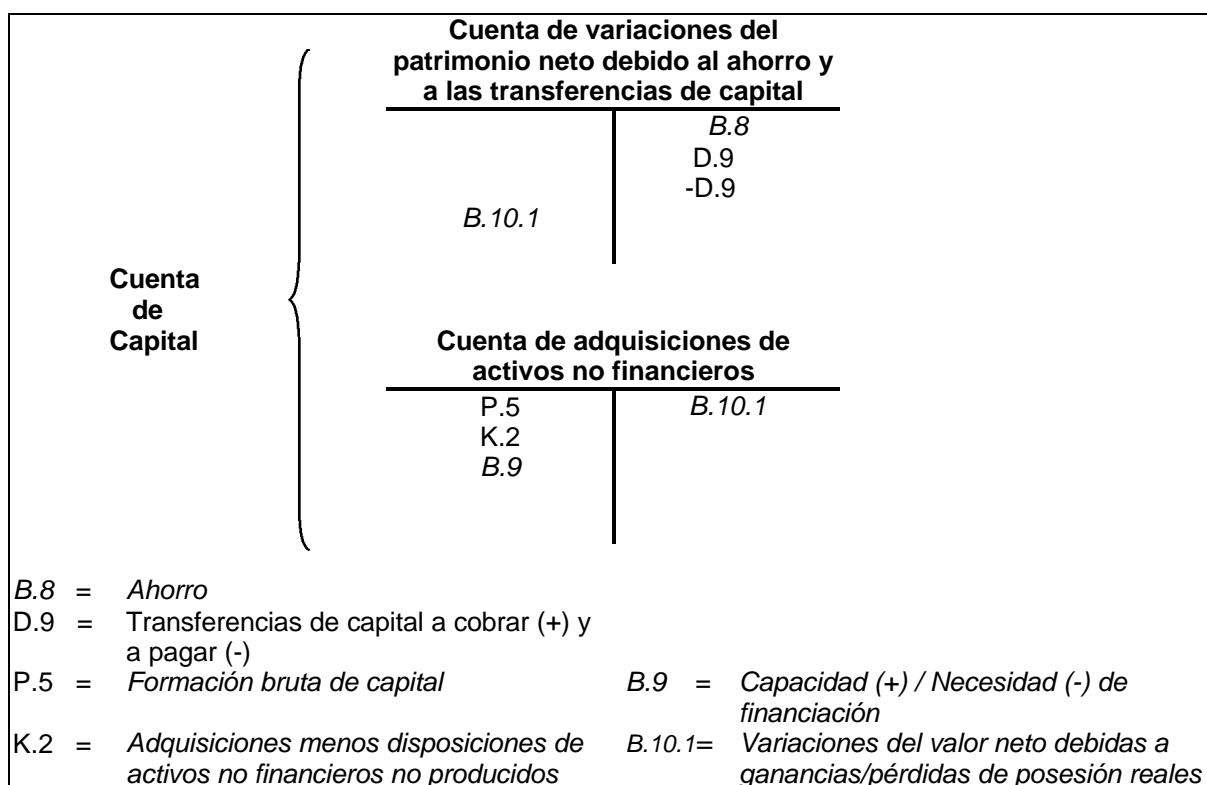 Cuenta de variaciones del
patrimonio neto debido al ahorro y
a las transferencias de capital
B.8
D.9
-D.9
B.10.1
Cuenta
de
Capital
Cuenta de adquisiciones de
activos no financieros
P.5 B.10.1
K.2
B.9
B.8 = Ahorro
D.9 = Transferencias de capital a cobrar (+) y
a pagar (-)
P.5 = Formación bruta de capital B.9 = Capacidad (+) / Necesidad (-) de
financiación
K.2 = Adquisiciones menos disposiciones de B.10.1= Variaciones del valor neto debidas a
activos no financieros no producidos ganancias/pérdidas de posesión reales